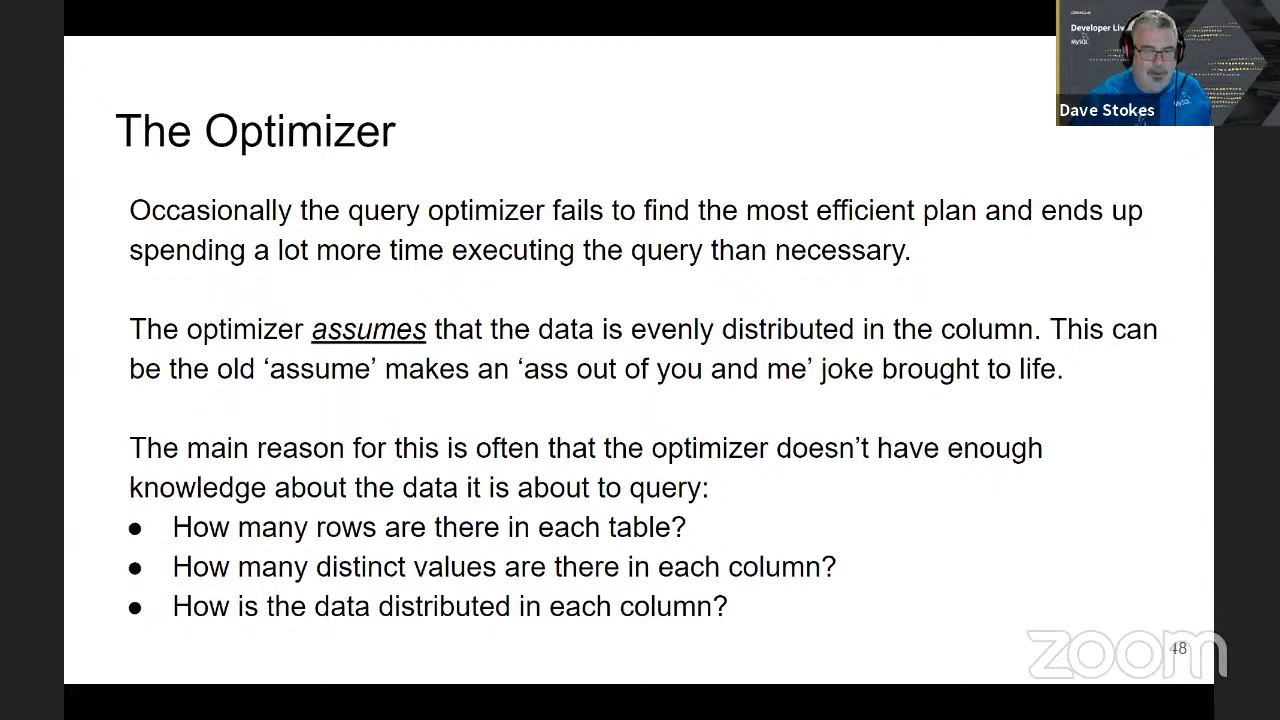 ORACLE
Developer Liv
MySQL
MySQL
Dave Stokes
The Optimizer
Occasionally the query optimizer fails to find the most efficient plan and ends up
spending a lot more time executing the query than necessary.
The optimizer assumes that the data is evenly distributed in the column. This can
be the old ‘assume’ makes an ‘ass out of you and me’ joke brought to life.
The main reason for this is often that the optimizer doesn’t have enough
knowledge about the data it is about to query:
● How many rows are there in each table?
● How many distinct values are there in each column?
● How is the data distributed in each column?
48
zoom